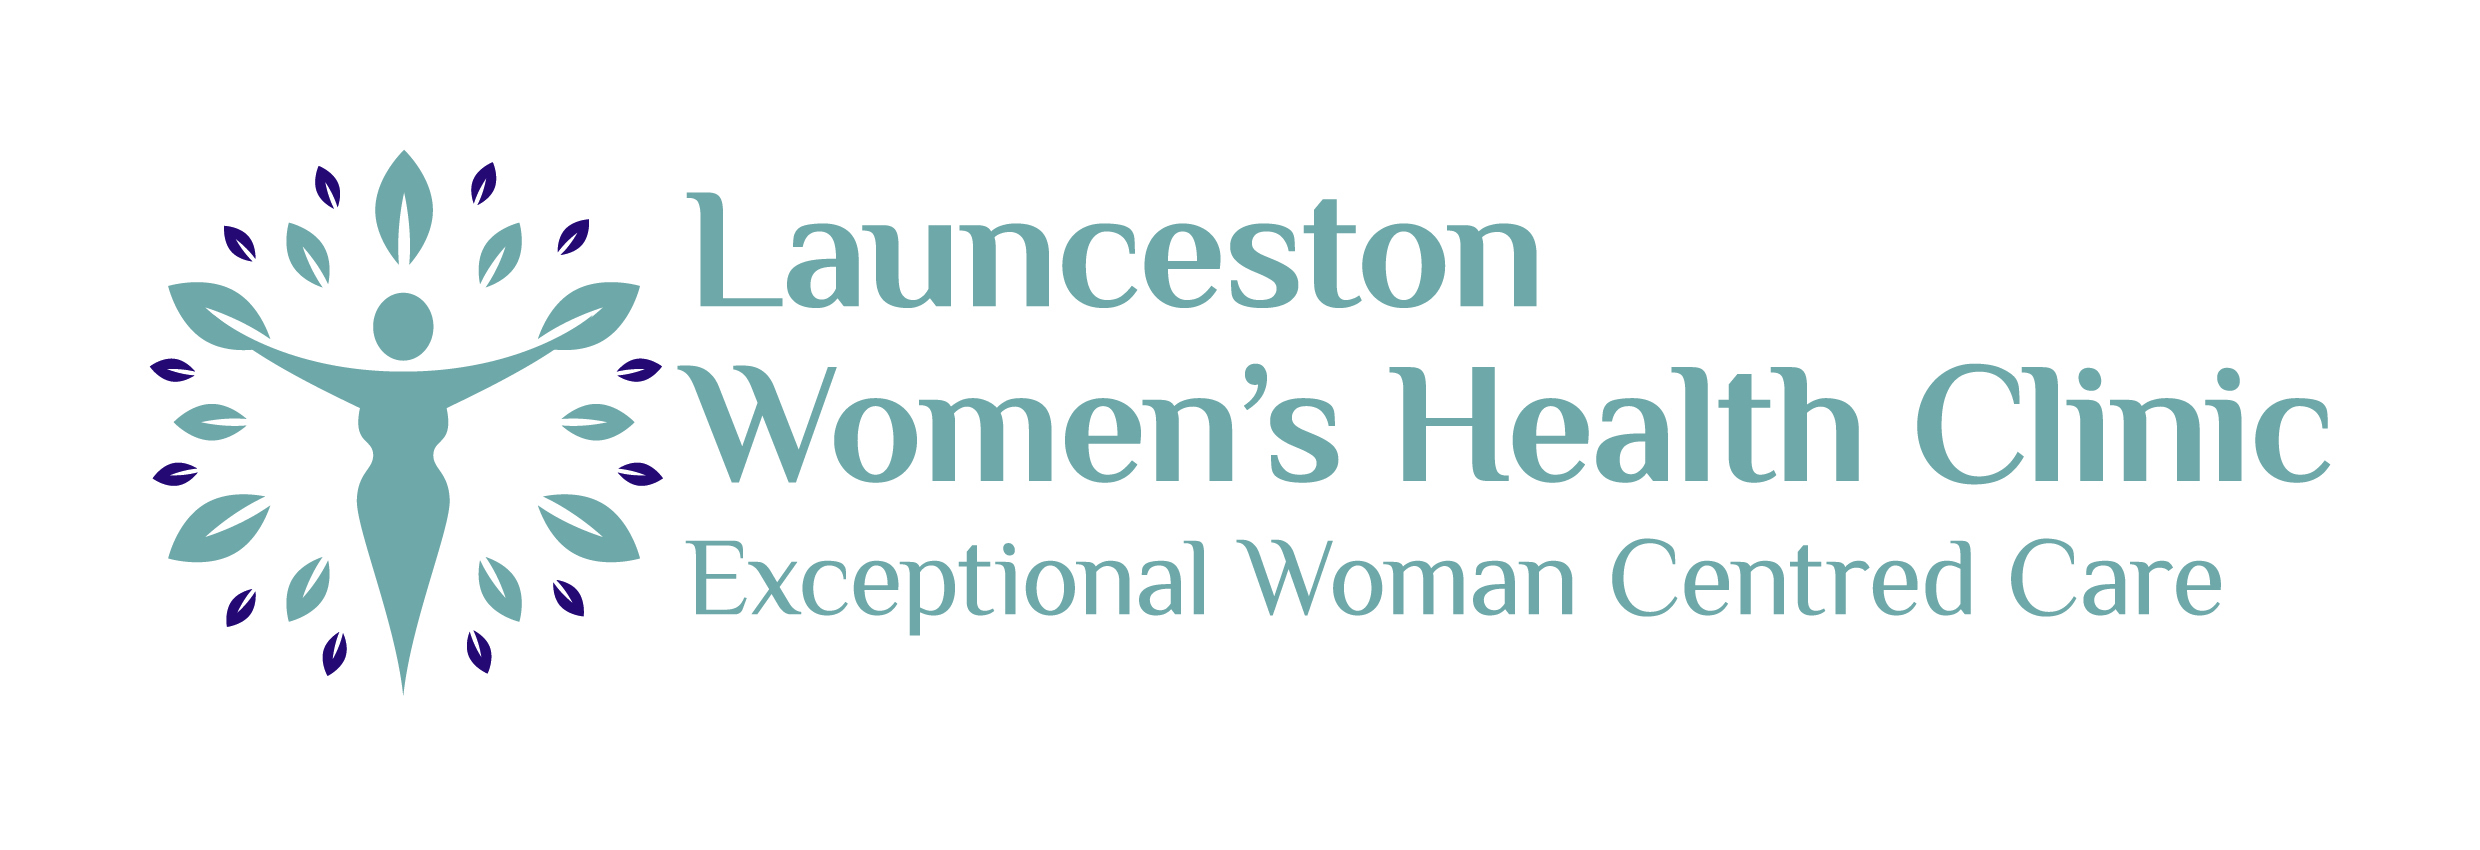 Launceston
Women’s Health Clinic
Exceptional Woman Centred Care